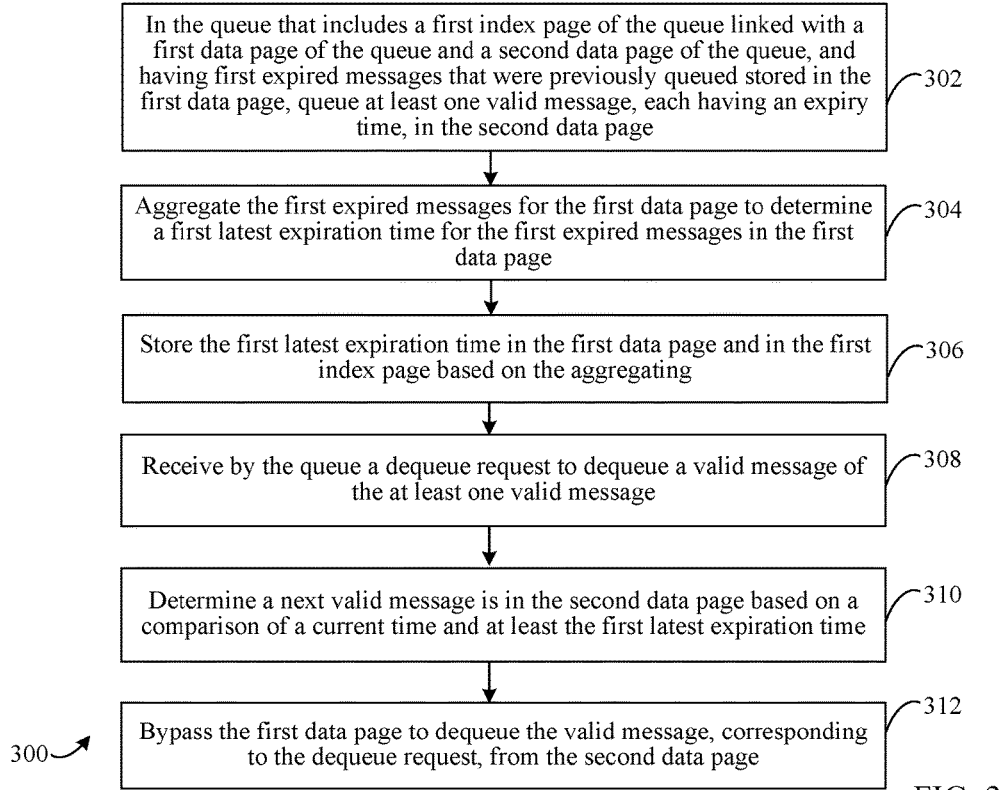 In the queue that includes a first index page of the queue linked with a
first data page of the queue and a second data page of the queue, and
having first expired messages that were previously queued stored in the
first data page, queue at least one valid message, each having an expiry
time, in the second data page
302
Aggregate the first expired messages for the first data page to determine
a first latest expiration time for the first expired messages in the first
data page
304
Store the first latest expiration time in the first data page and in the first
index page based on the aggregating
306
Receive by the queue a dequeue request to dequeue a valid message of
the at least one valid message
308
Determine a next valid message is in the second data page based on a
comparison of a current time and at least the first latest expiration time
310
Bypass the first data page to dequeue the valid message, corresponding
to the dequeue request, from the second data page
312
300